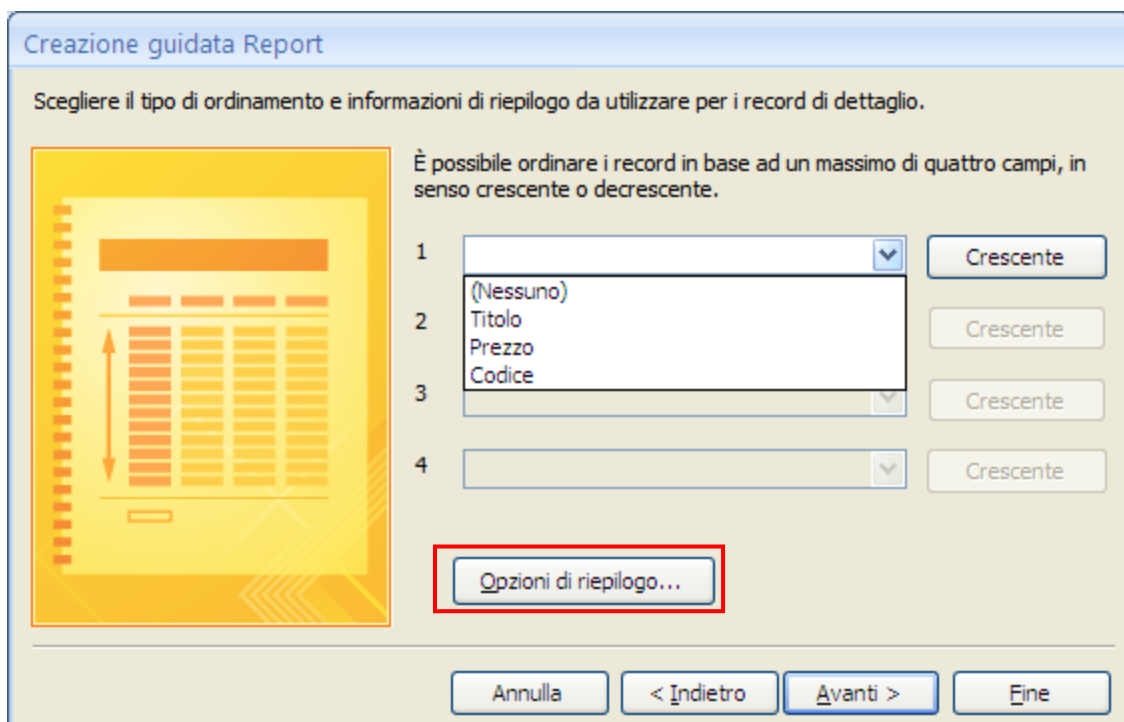 Creazione guidata Report
Scegliere il tipo di ordinamento e informazioni di riepilogo da utilizzare per i record di dettaglio.
È possibile ordinare i record in base ad un massimo di quattro campi, in
senso crescente o decrescente.
1 Crescente
(Nessuno)
Titolo
2 Crescente
Prezzo
Codice
3 Crescente
4 Crescente
Opzioni di riepilogo...
Annulla < Indietro Avanti > Fine